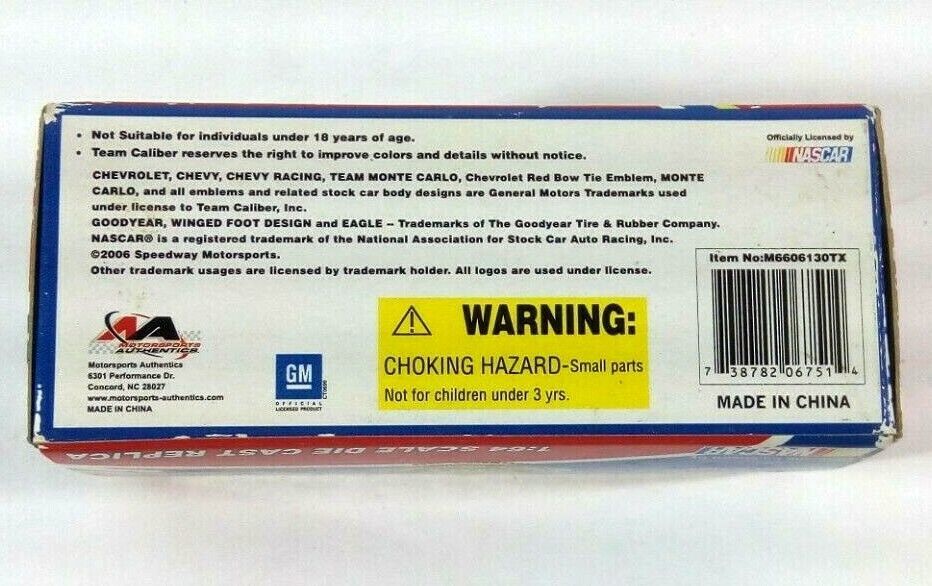 • Not Suitable for individuals under 18 years of age.
• Team Caliber reserves the right to improve colors and details without notice.
CHEVROLET, CHEVY, CHEVY RACING, TEAM MONTE CARLO, Chevrolet Red Bow Tie Emblem, MONTE
CARLO, and all emblems and related stock car body designs are General Motors Trademarks used
under license to Team Caliber, Inc.
GOODYEAR, WINGED FOOT DESIGN and EAGLE -- Trademarks of The Goodyear Tire & Rubber Company.
NASCAR® is a registered trademark of the National Association for Stock Car Auto Racing, Inc.
©2006 Speedway Motorsports.
Other trademark usages are licensed by trademark holder. All logos are used under license.
Officially Licensed by
NASCAR
Item No:M6606130TX
7 38782 06751 4
MADE IN CHINA
MA
MOTORSPORTS
AUTHENTICS
Motorsports Authentics
6301 Performance Dr.
Concord, NC 28027
www.motorsports-authentics.com
MADE IN CHINA
GM
OFFICIAL
LICENSED PRODUCT
WARNING:
CHOKING HAZARD-Small parts
Not for children under 3 yrs.
1:64 SCALE DIE CAST REPLICA
NASCAR